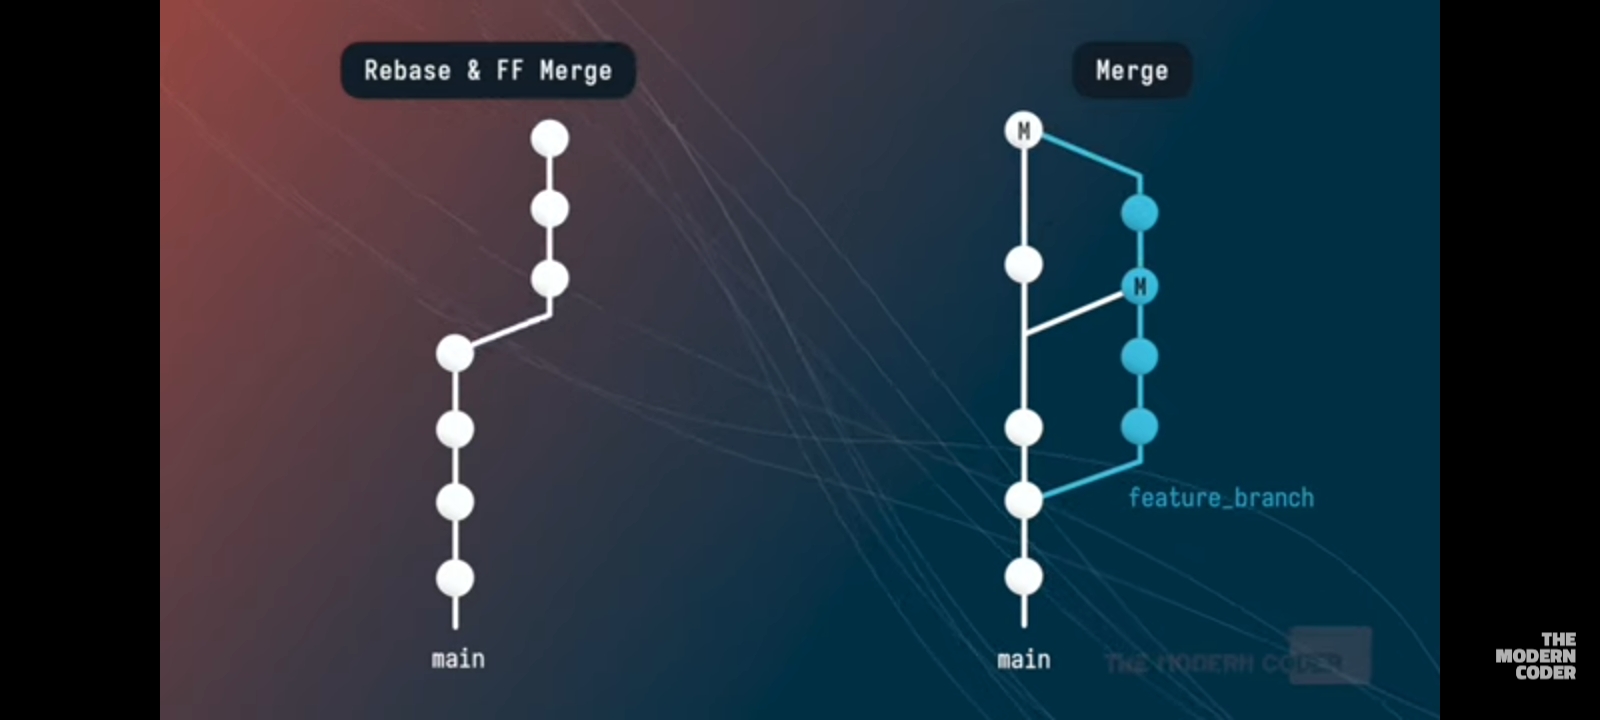 Rebase & FF Merge
Merge
M
M
feature_branch
main
main
THE MODERN CODER
THE
MODERN
CODER